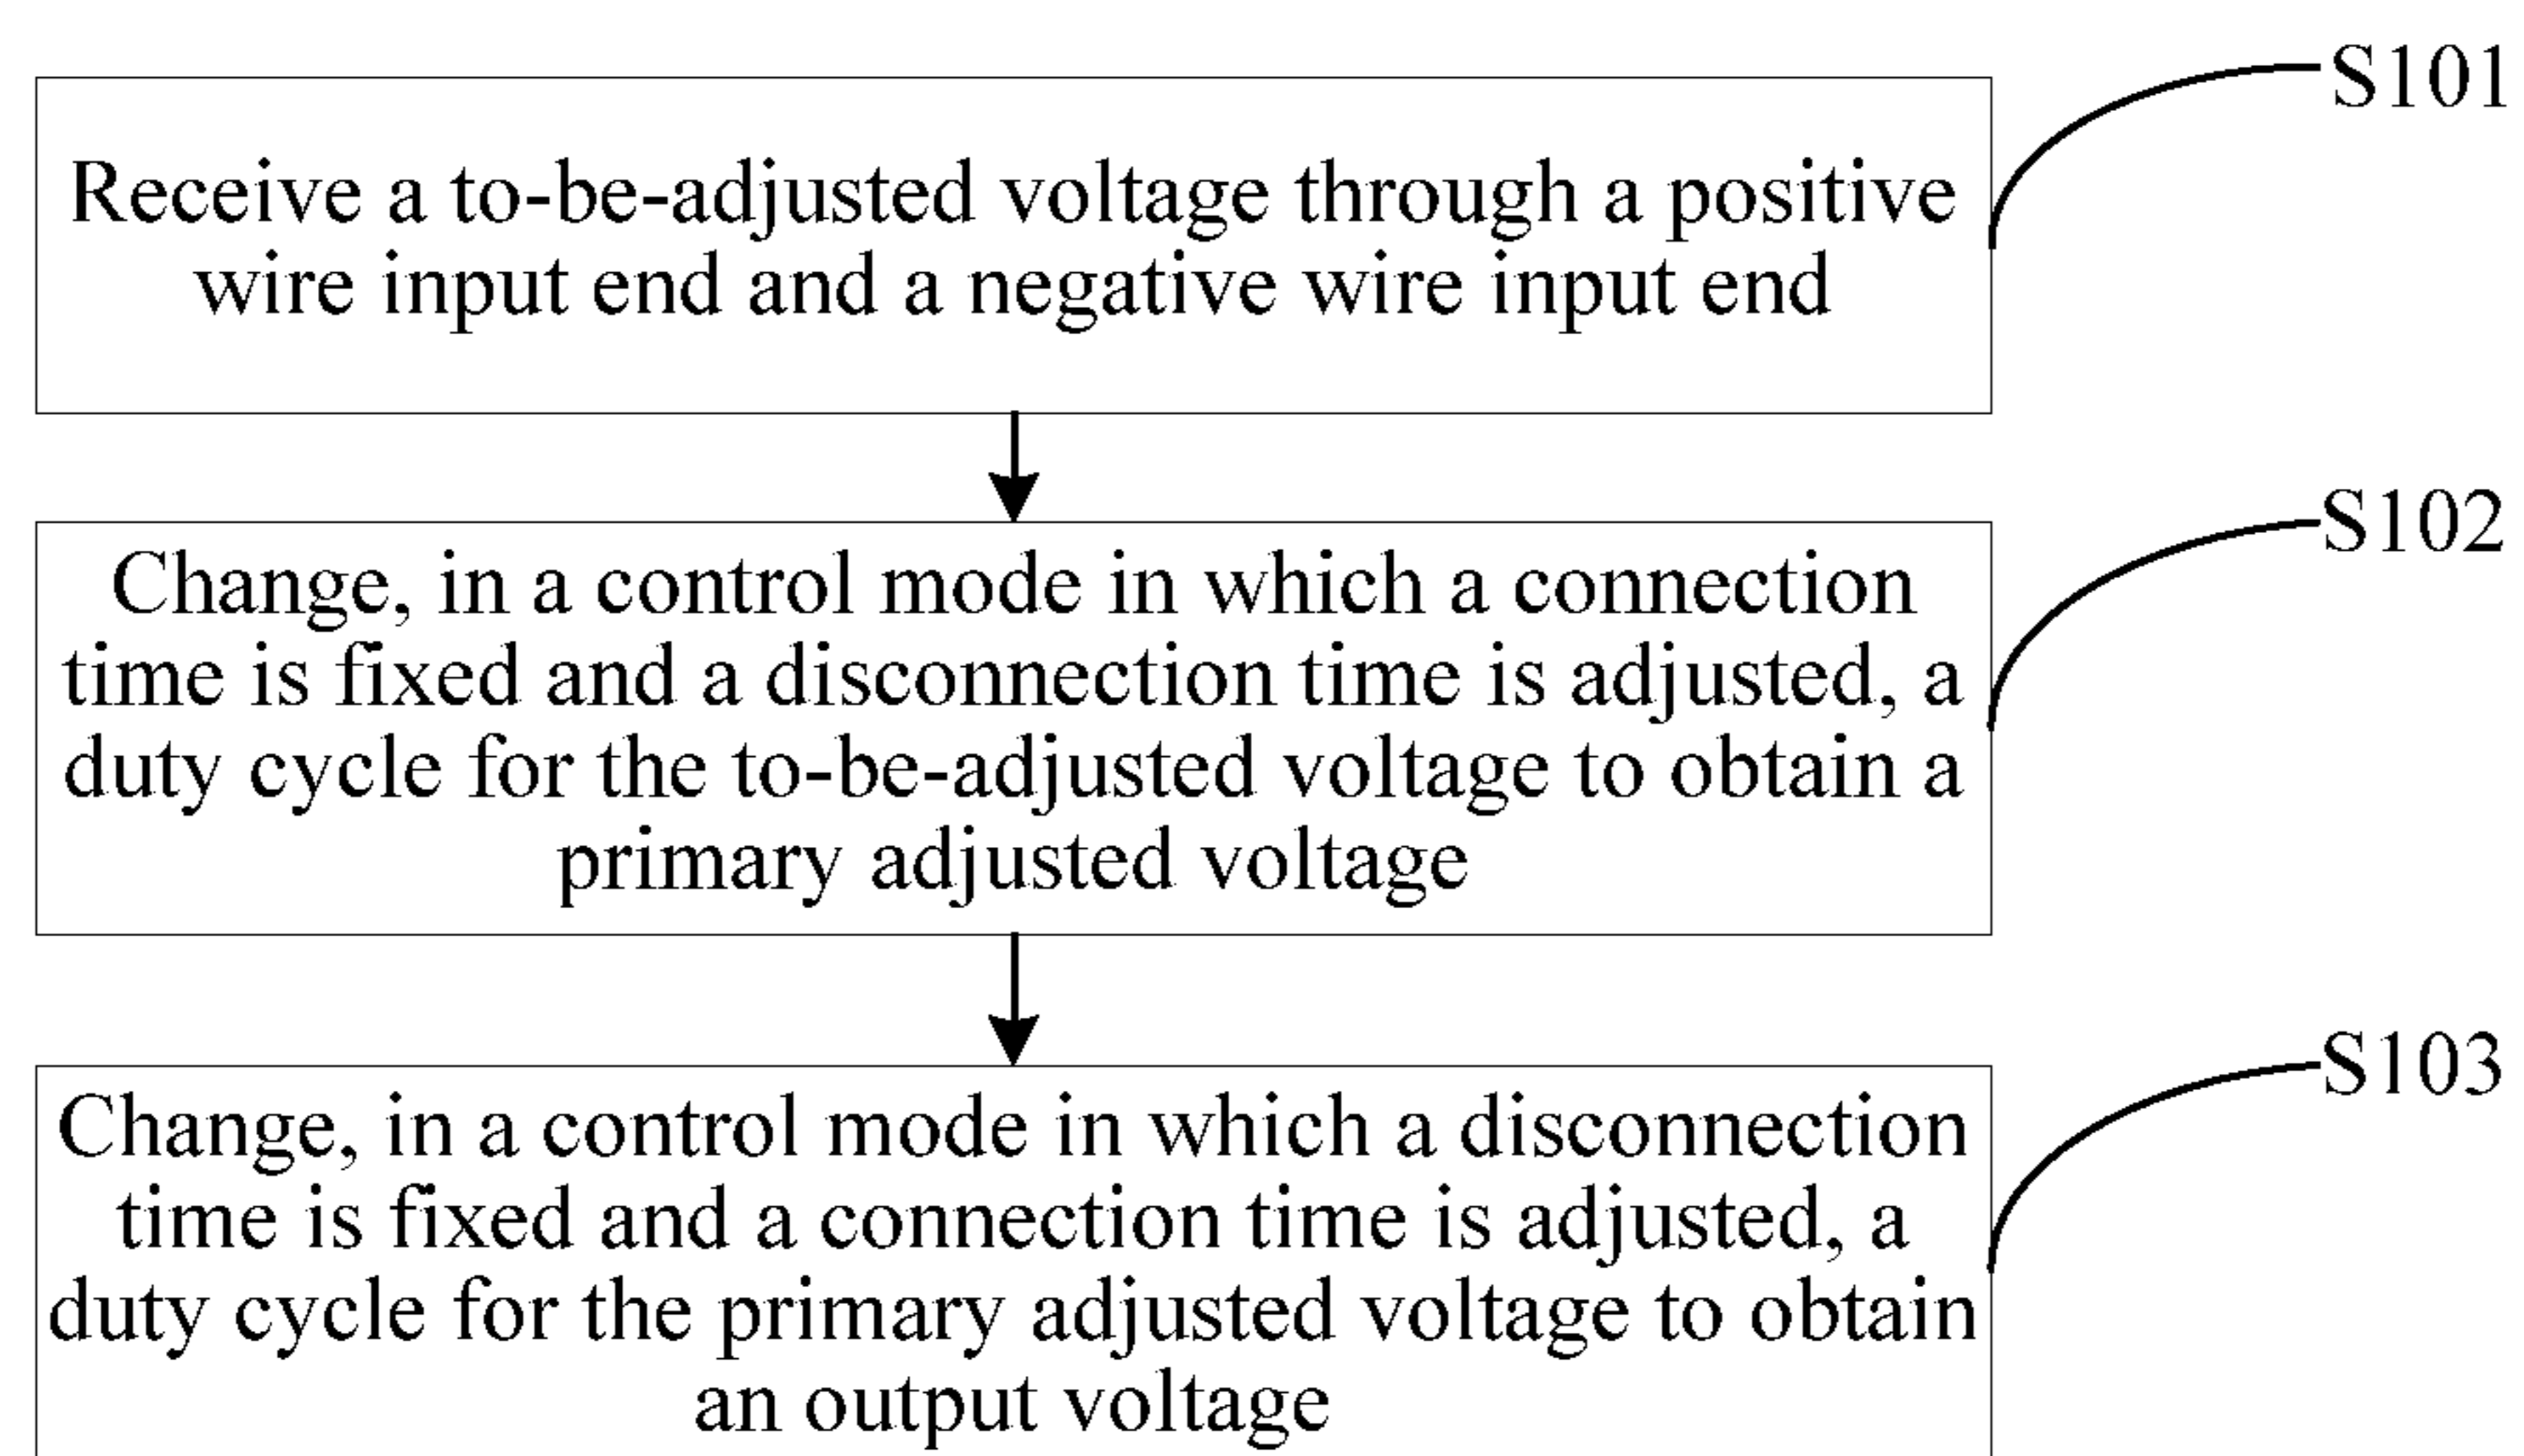 S101
Receive a to-be-adjusted voltage through a positive
wire input end and a negative wire input end
S102
Change, in a control mode in which a connection
time is fixed and a disconnection time is adjusted, a
duty cycle for the to-be-adjusted voltage to obtain a
primary adjusted voltage
S103
Change, in a control mode in which a disconnection
time is fixed and a connection time is adjusted, a
duty cycle for the primary adjusted voltage to obtain
an output voltage